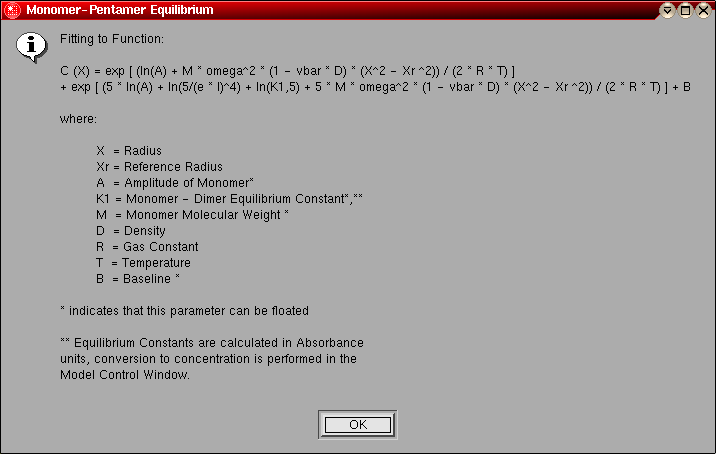 Monomer-Pentamer Equilibrium
Fitting to Function:
C (X) = exp [ (ln(A) + M * omega^2 * (1 - vbar * D) * (X^2 - Xr ^2)) / (2 * R * T) ]
+ exp [ (5 * ln(A) + ln(5/(e * l)^4) + ln(K1,5) + 5 * M * omega^2 * (1 - vbar * D) * (X^2 - Xr ^2)) / (2 * R * T) ] + B
where:
X = Radius
Xr = Reference Radius
A = Amplitude of Monomer*
K1 = Monomer - Dimer Equilibrium Constant*,**
M = Monomer Molecular Weight *
D = Density
R = Gas Constant
T = Temperature
B = Baseline *
* indicates that this parameter can be floated
** Equilibrium Constants are calculated in Absorbance
units, conversion to concentration is performed in the
Model Control Window.
OK